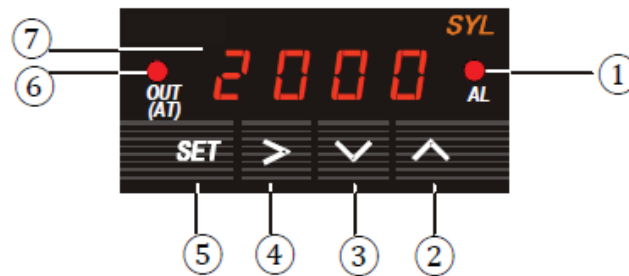 SYL
⑦
⑥ 2000 ①
OUT AL
(AT)
SET > ∨ ∧
⑤ ④ ③ ②